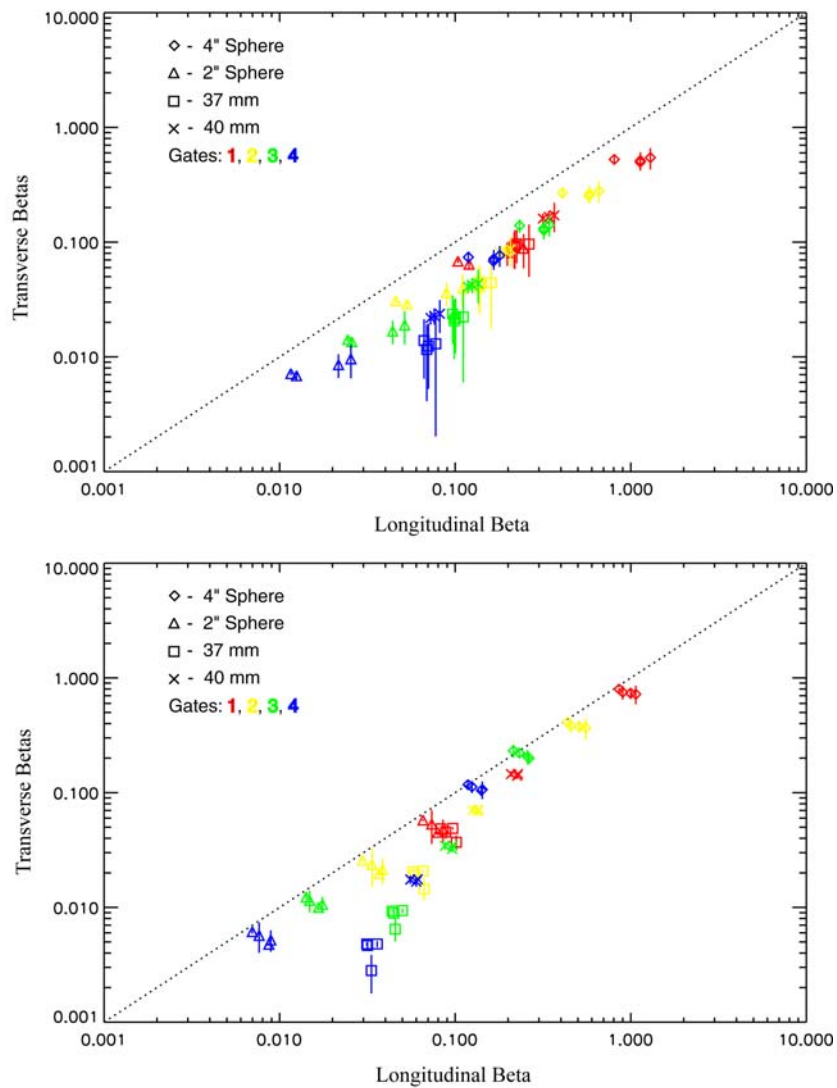 10.000
1.000
0.100
0.010
0.001
Transverse Betas
◇ - 4" Sphere
△ - 2" Sphere
□ - 37 mm
× - 40 mm
Gates: 1, 2, 3, 4
0.001 0.010 0.100 1.000 10.000
Longitudinal Beta
10.000
1.000
0.100
0.010
0.001
Transverse Betas
◇ - 4" Sphere
△ - 2" Sphere
□ - 37 mm
× - 40 mm
Gates: 1, 2, 3, 4
0.001 0.010 0.100 1.000 10.000
Longitudinal Beta